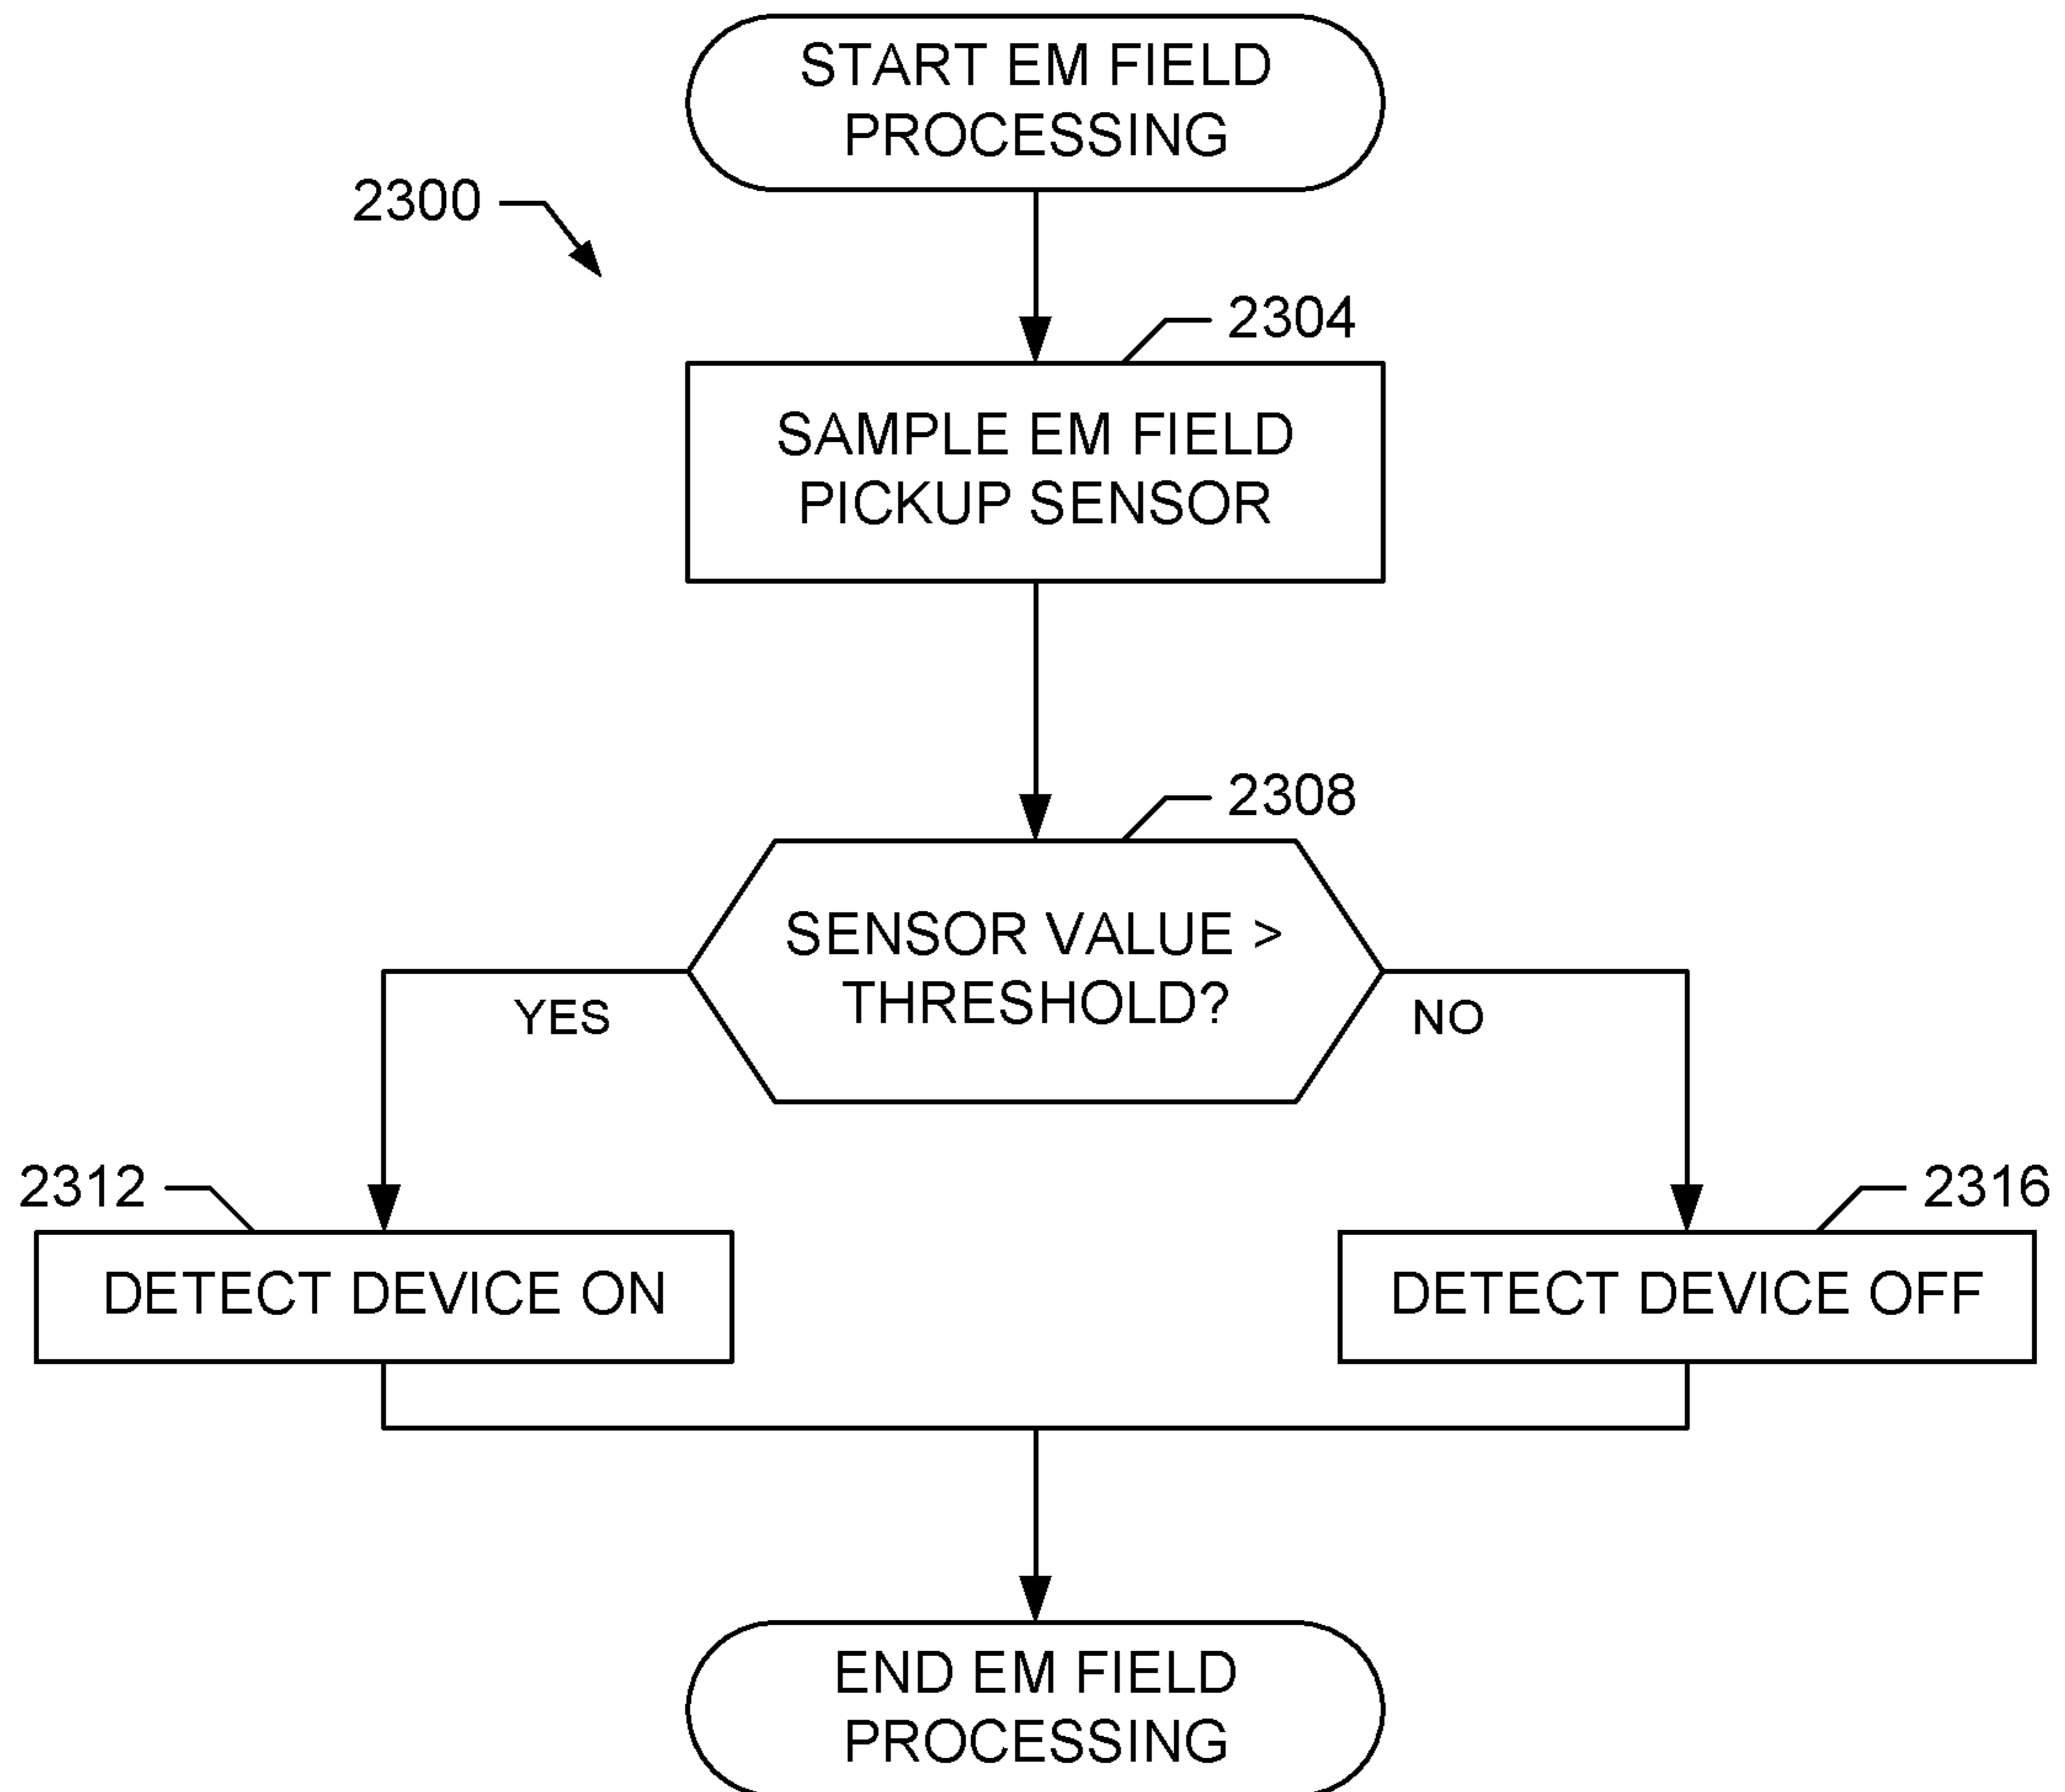 START EM FIELD
PROCESSING
2300
2304
SAMPLE EM FIELD
PICKUP SENSOR
2308
SENSOR VALUE >
THRESHOLD?
YES
NO
2312
2316
DETECT DEVICE ON
DETECT DEVICE OFF
END EM FIELD
PROCESSING